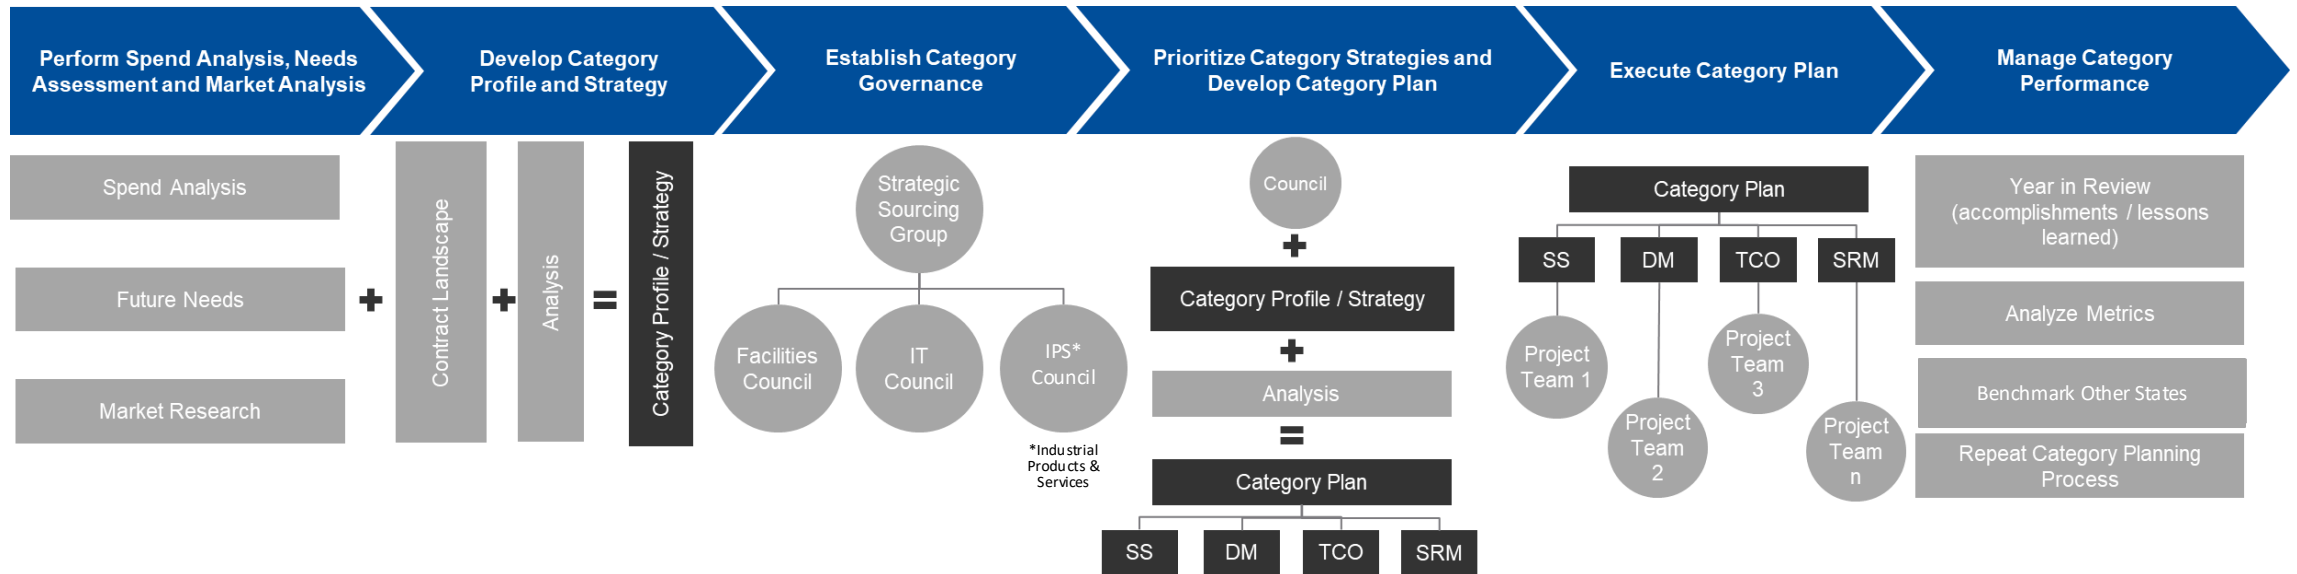 Perform Spend Analysis, Needs
Assessment and Market Analysis
Develop Category
Profile and Strategy
Establish Category
Governance
Prioritize Category Strategies and
Develop Category Plan
Execute Category Plan
Manage Category
Performance
Spend Analysis
Future Needs
Market Research
Contract Landscape
Analysis
Category Profile / Strategy
Strategic
Sourcing
Group
Facilities
Council
IT
Council
IPS*
Council
*Industrial
Products &
Services
Council
Category Profile / Strategy
Analysis
Category Plan
SS
DM
TCO
SRM
Category Plan
SS
DM
TCO
SRM
Project
Team 1
Project
Team
2
Project
Team
3
Project
Team
n
Year in Review
(accomplishments / lessons
learned)
Analyze Metrics
Benchmark Other States
Repeat Category Planning
Process